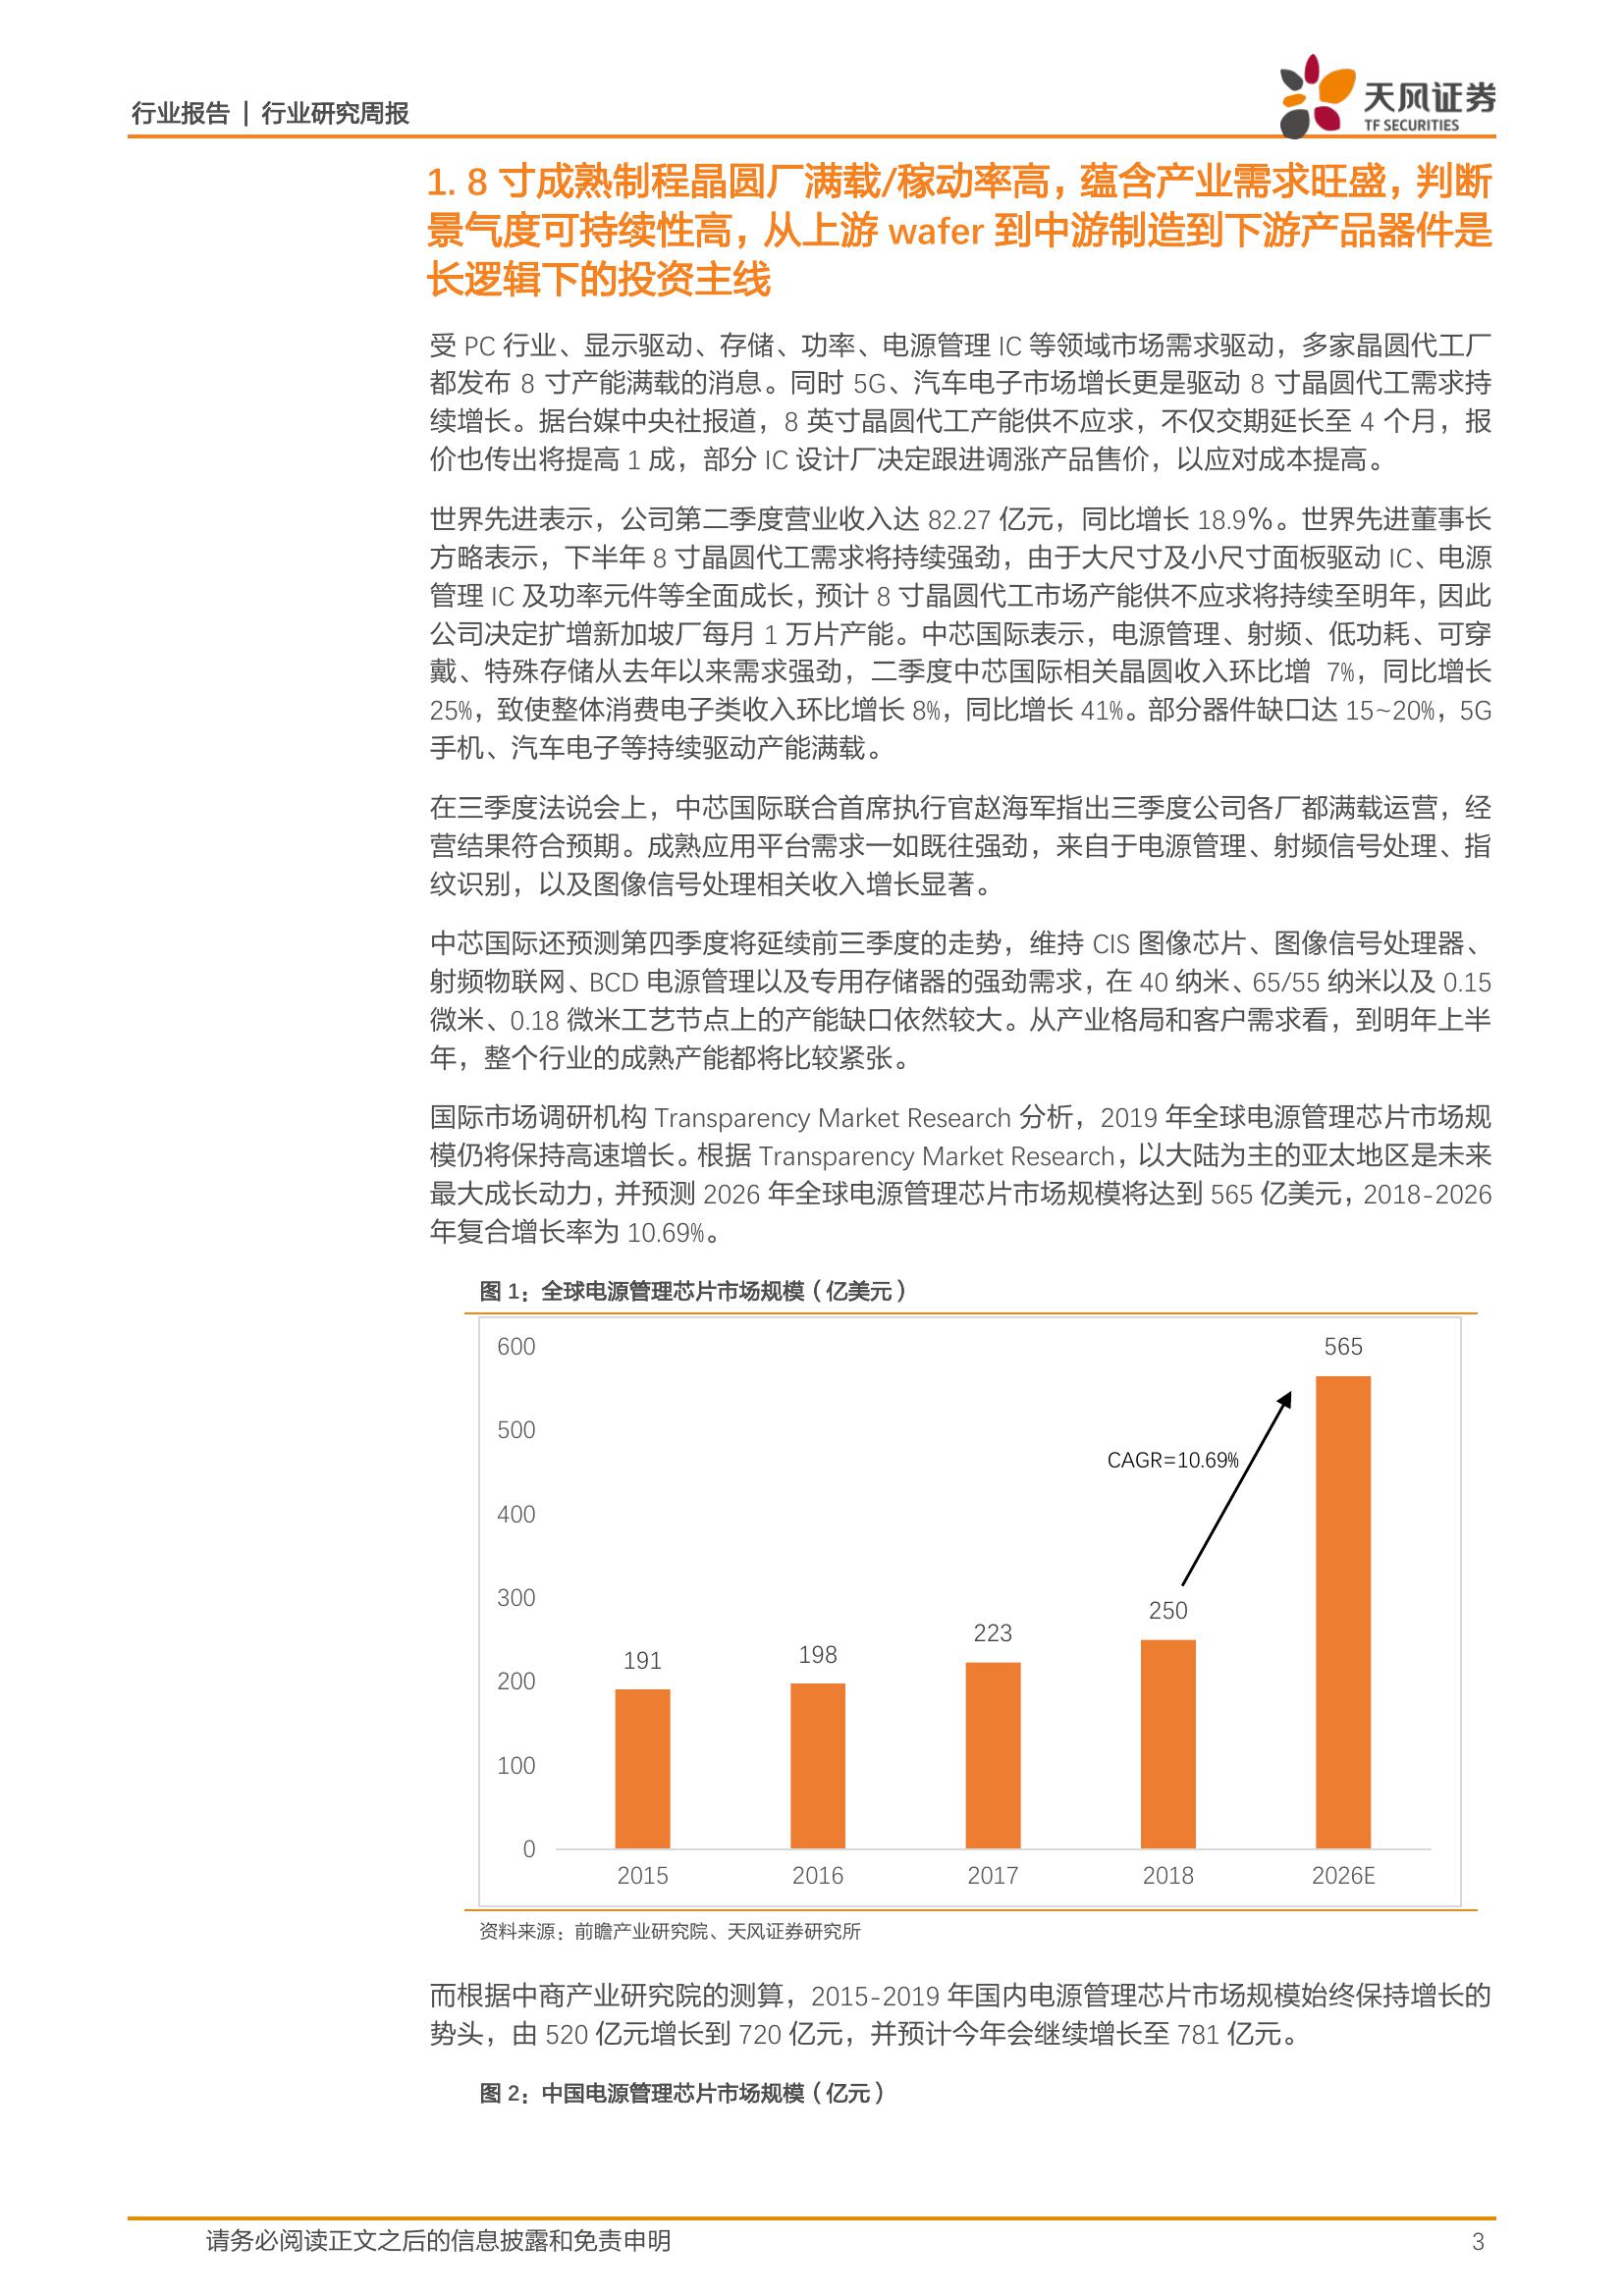 行业报告 | 行业研究周报
天风证券
TF SECURITIES
1. 8 寸成熟制程晶圆厂满载/稼动率高，蕴含产业需求旺盛，判断
景气度可持续性高，从上游 wafer 到中游制造到下游产品器件是
长逻辑下的投资主线
受 PC 行业、显示驱动、存储、功率、电源管理 IC 等领域市场需求驱动，多家晶圆代工厂
都发布 8 寸产能满载的消息。同时 5G、汽车电子市场增长更是驱动 8 寸晶圆代工需求持
续增长。据台媒中央社报道，8 英寸晶圆代工产能供不应求，不仅交期延长至 4 个月，报
价也传出将提高 1 成，部分 IC 设计厂决定跟进调涨产品售价，以应对成本提高。
世界先进表示，公司第二季度营业收入达 82.27 亿元，同比增长 18.9%。世界先进董事长
方略表示，下半年 8 寸晶圆代工需求将持续强劲，由于大尺寸及小尺寸面板驱动 IC、电源
管理 IC 及功率元件等全面成长，预计 8 寸晶圆代工市场产能供不应求将持续至明年，因此
公司决定扩增新加坡厂每月 1 万片产能。中芯国际表示，电源管理、射频、低功耗、可穿
戴、特殊存储从去年以来需求强劲，二季度中芯国际相关晶圆收入环比增 7%，同比增长
25%，致使整体消费电子类收入环比增长 8%，同比增长 41%。部分器件缺口达 15~20%，5G
手机、汽车电子等持续驱动产能满载。
在三季度法说会上，中芯国际联合首席执行官赵海军指出三季度公司各厂都满载运营，经
营结果符合预期。成熟应用平台需求一如既往强劲，来自于电源管理、射频信号处理、指
纹识别，以及图像信号处理相关收入增长显著。
中芯国际还预测第四季度将延续前三季度的走势，维持 CIS 图像芯片、图像信号处理器、
射频物联网、BCD 电源管理以及专用存储器的强劲需求，在 40 纳米、65/55 纳米以及 0.15
微米、0.18 微米工艺节点上的产能缺口依然较大。从产业格局和客户需求看，到明年上半
年，整个行业的成熟产能都将比较紧张。
国际市场调研机构 Transparency Market Research 分析，2019 年全球电源管理芯片市场规
模仍将保持高速增长。根据 Transparency Market Research，以大陆为主的亚太地区是未来
最大成长动力，并预测 2026 年全球电源管理芯片市场规模将达到 565 亿美元，2018-2026
年复合增长率为 10.69%。
图 1：全球电源管理芯片市场规模（亿美元）
600
500
400
300
200
100
0
191
198
223
250
565
CAGR=10.69%
2015
2016
2017
2018
2026E
资料来源：前瞻产业研究院、天风证券研究所
而根据中商产业研究院的测算，2015-2019 年国内电源管理芯片市场规模始终保持增长的
势头，由 520 亿元增长到 720 亿元，并预计今年会继续增长至 781 亿元。
图 2：中国电源管理芯片市场规模（亿元）
请务必阅读正文之后的信息披露和免责申明
3